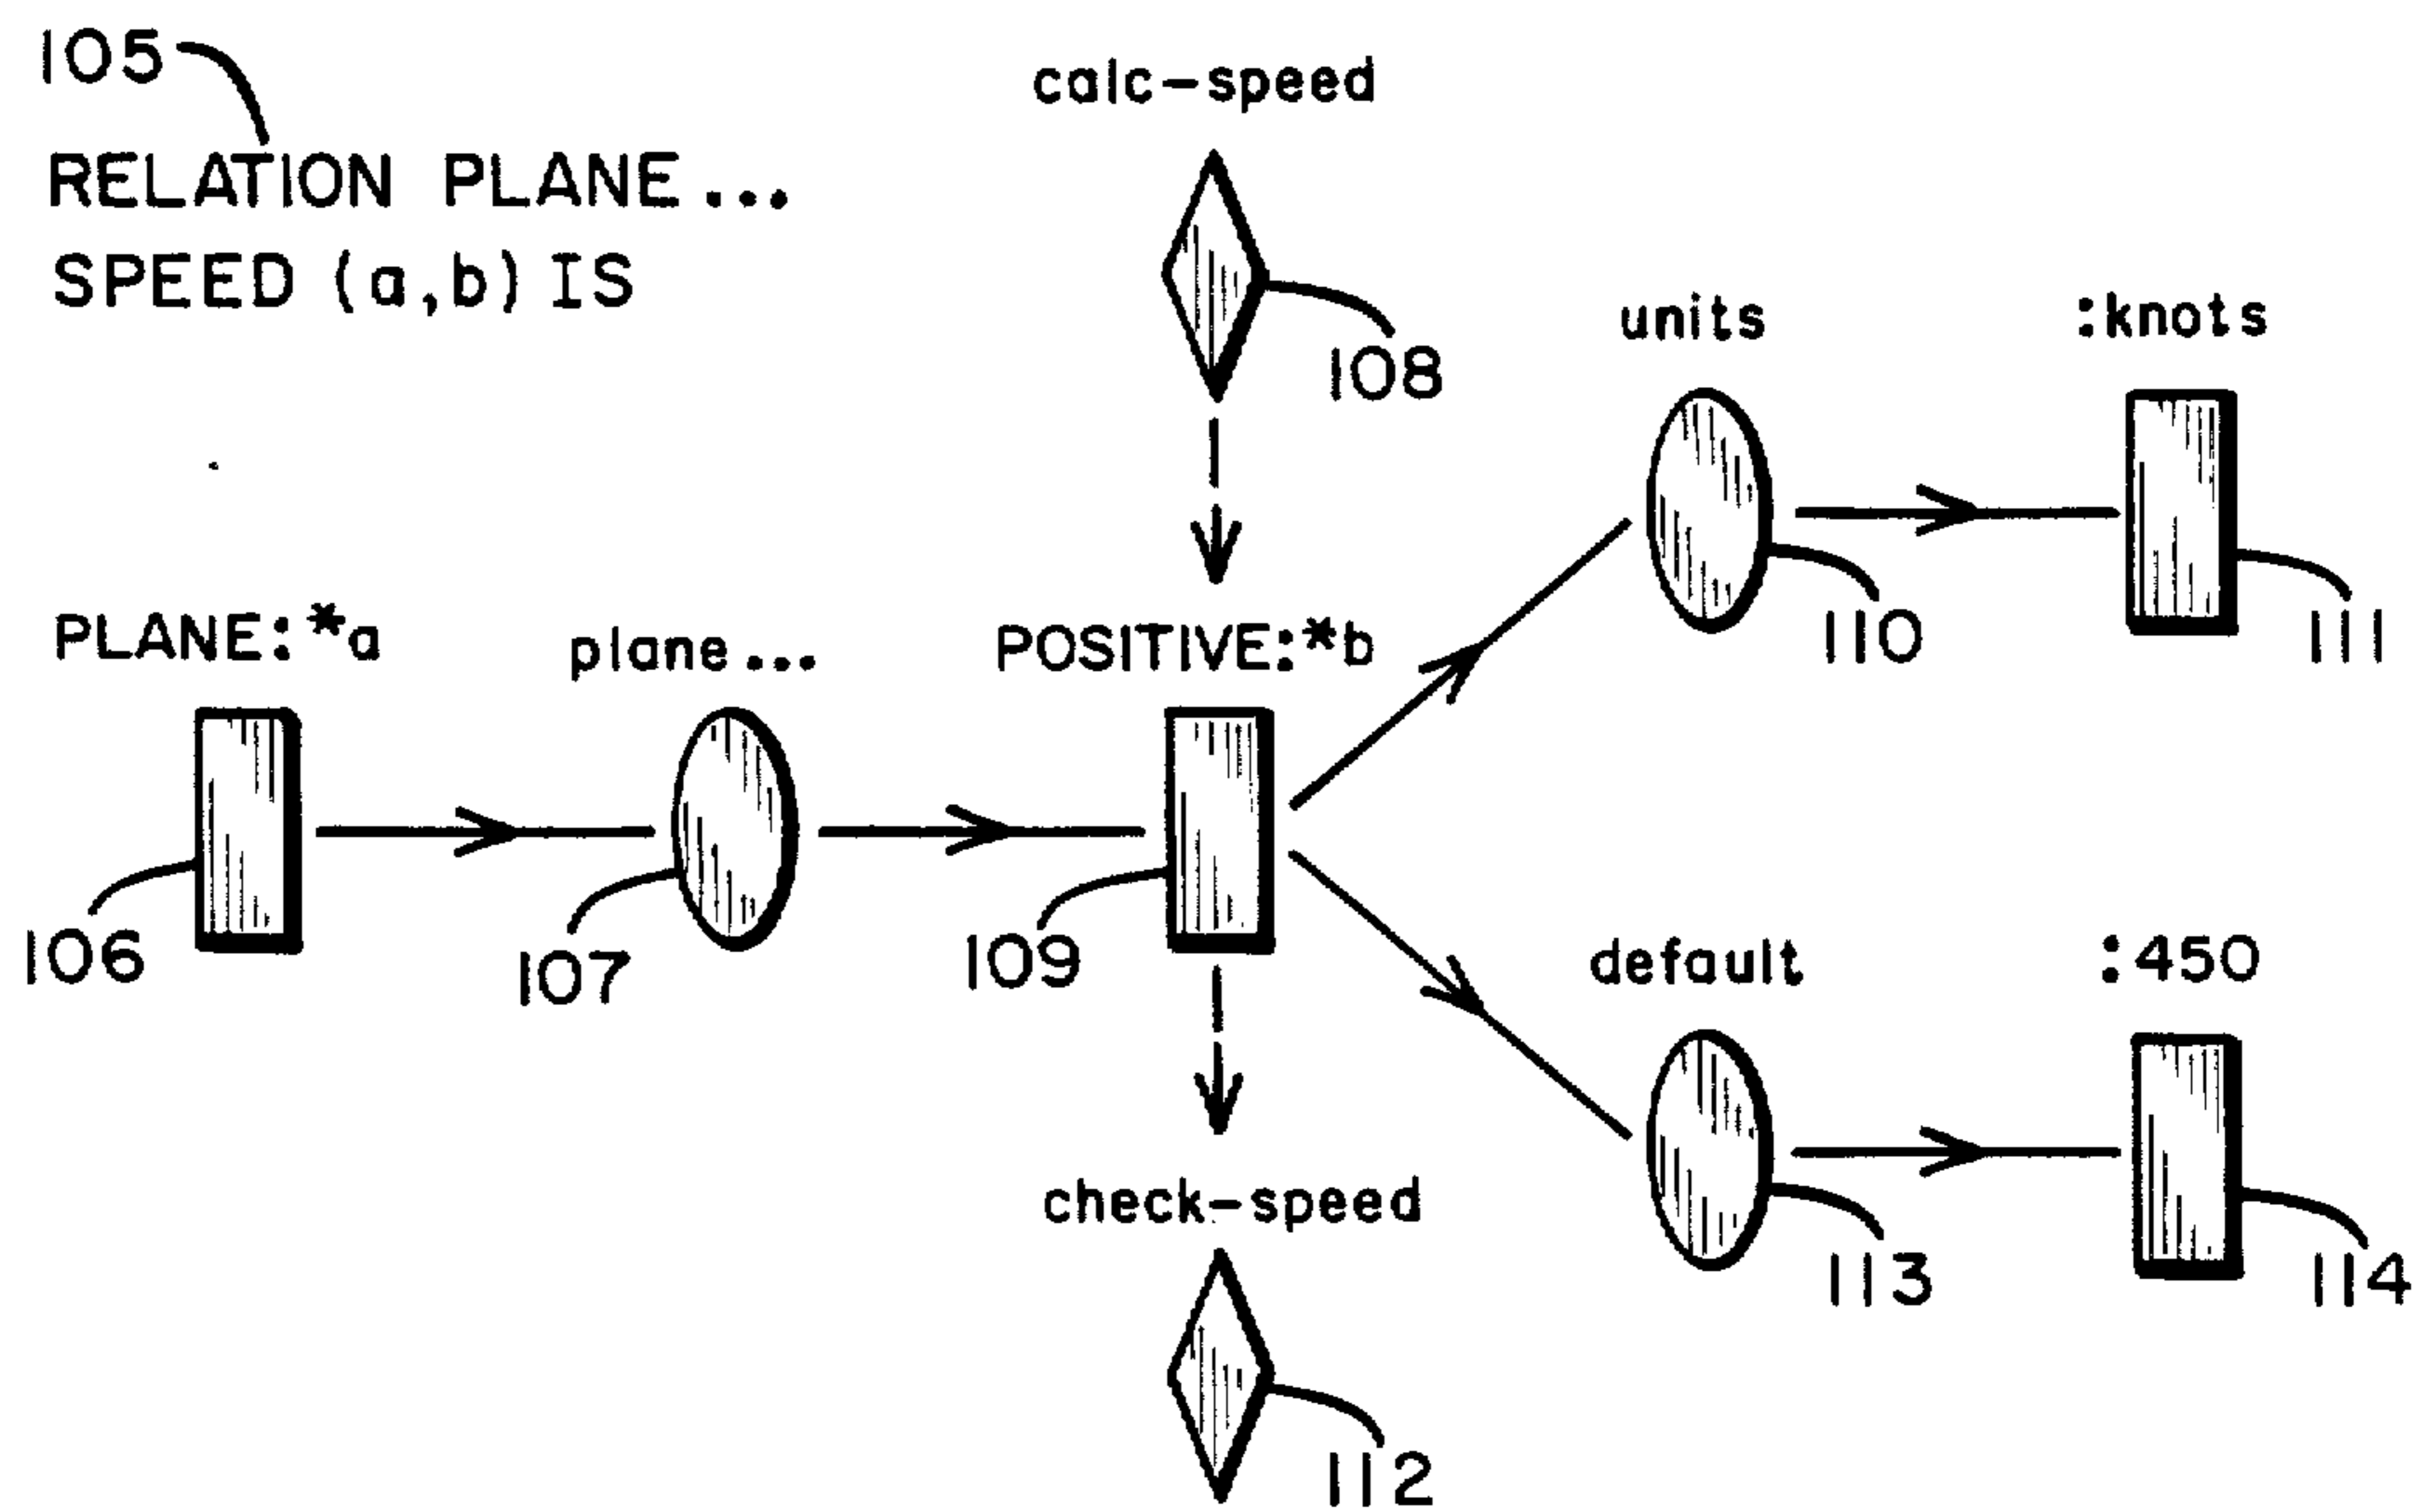 105
RELATION PLANE...
SPEED (a,b) IS
calc-speed
108
units
:knots
110
111
PLANE:*a
plane...
POSITIVE:*b
106
107
109
default
:450
113
114
check-speed
112